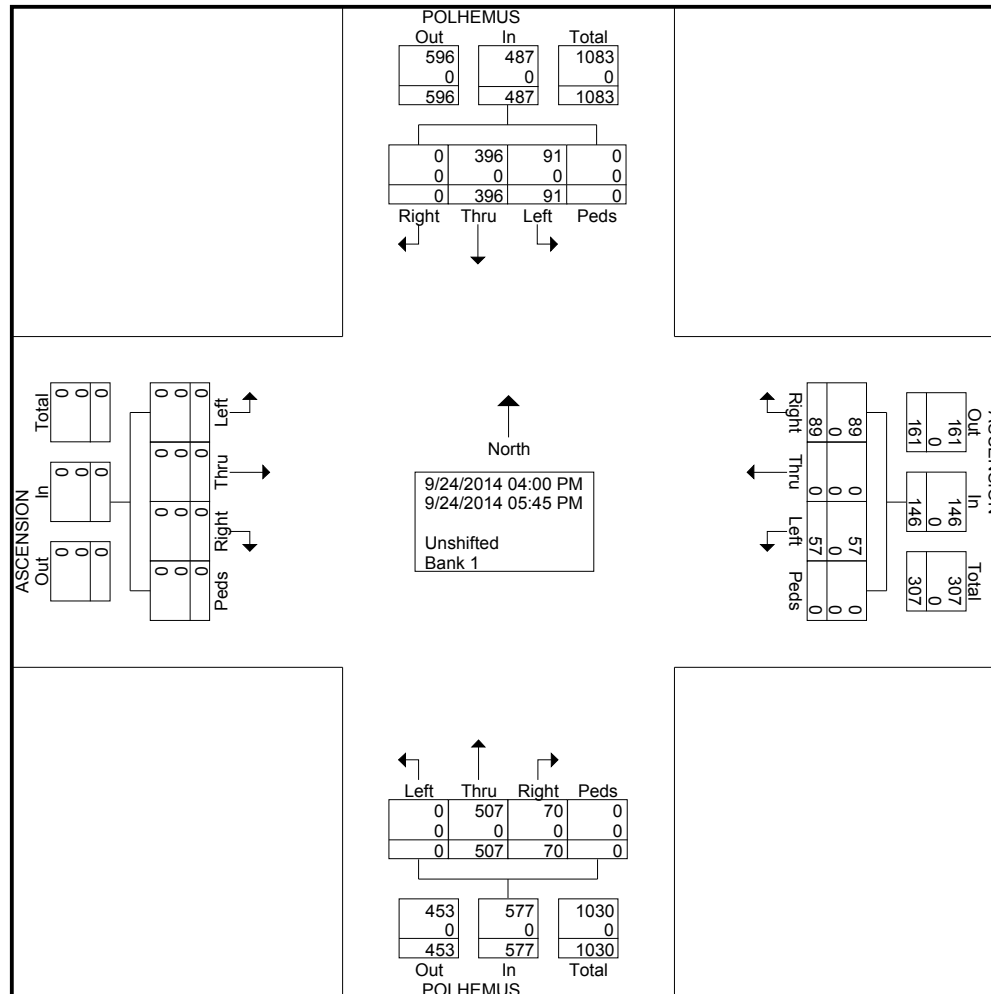 POLHEMUS
Out In Total
596 487 1083
0 0 0
596 487 1083
0 396 91 0
0 0 0 0
0 396 91 0
Right Thru Left Peds
Total In Out
0 0 0
0 0 0
0 0 0
ASCENSION
Left Thru Right Peds
0 0 0 0
0 0 0 0
0 0 0 0
North
9/24/2014 04:00 PM
9/24/2014 05:45 PM
Unshifted
Bank 1
ASCENSION
Out In Total
161 146 307
0 0 0
161 146 307
89 0 57 0
0 0 0 0
89 0 57 0
Right Thru Left Peds
Left Thru Right Peds
0 507 70 0
0 0 0 0
0 507 70 0
453 577 1030
0 0 0
453 577 1030
Out In Total
POLHEMUS